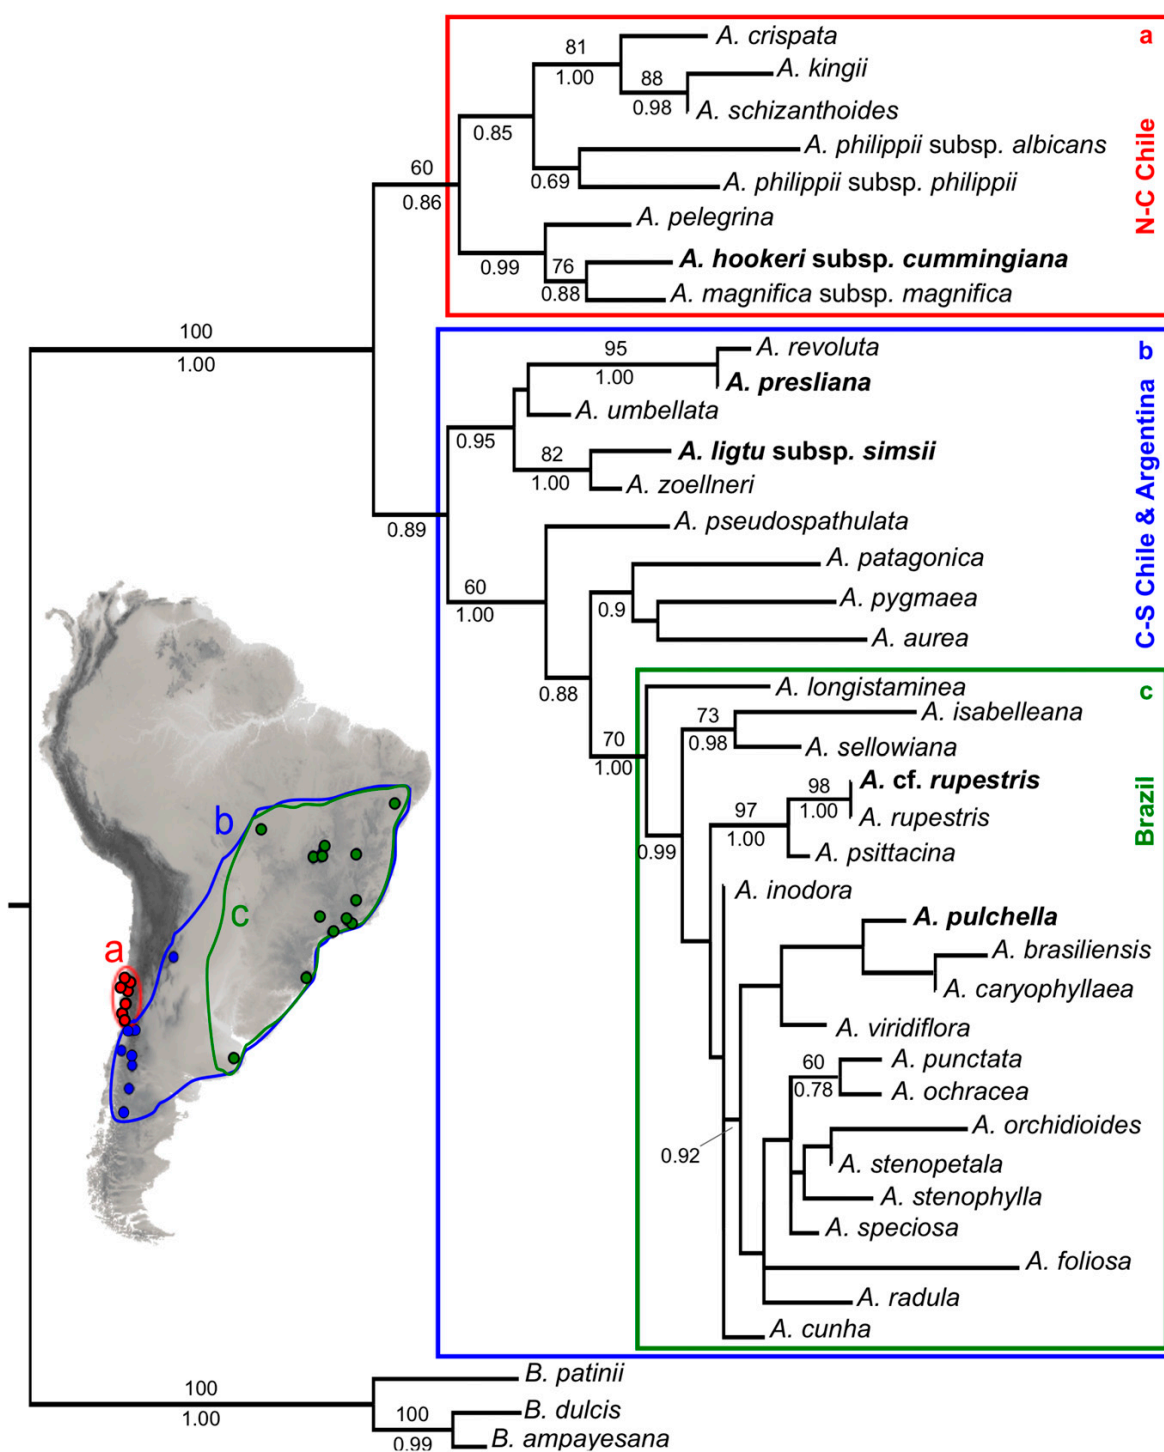 a
N-C Chile
A. crispata
81
1.00
A. kingii
88
0.98
A. schizanthoides
0.85
A. philippii subsp. albicans
0.69
A. philippii subsp. philippii
60
0.86
A. pelegrina
0.99
76
0.88
A. hookeri subsp. cummingiana
A. magnifica subsp. magnifica
100
1.00
b
C-S Chile & Argentina
95
1.00
A. revoluta
A. presliana
A. umbellata
0.95
82
1.00
A. ligtu subsp. simsii
A. zoellneri
0.89
A. pseudospathulata
60
1.00
A. patagonica
0.9
A. pygmaea
A. aurea
0.88
c
Brazil
A. longistaminea
73
0.98
A. isabelleana
A. sellowiana
70
1.00
98
1.00
A. cf. rupestris
A. rupestris
97
1.00
A. psittacina
0.99
A. inodora
A. pulchella
A. brasiliensis
A. caryophyllaea
A. viridiflora
60
0.78
A. punctata
A. ochracea
0.92
A. orchidioides
A. stenopetala
A. stenophylla
A. speciosa
A. foliosa
A. radula
A. cunha
b
c
a
B. patinii
100
1.00
B. dulcis
100
0.99
B. ampayesana